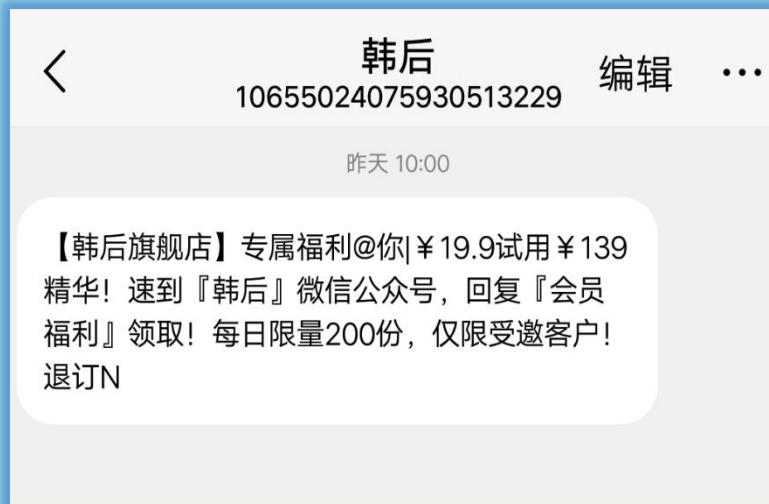 韩后
编辑
10655024075930513229
昨天 10:00
【韩后旗舰店】专属福利@你|￥19.9试用￥139
精华！速到『韩后』微信公众号，回复『会员
福利』领取！每日限量200份，仅限受邀客户！
退订N